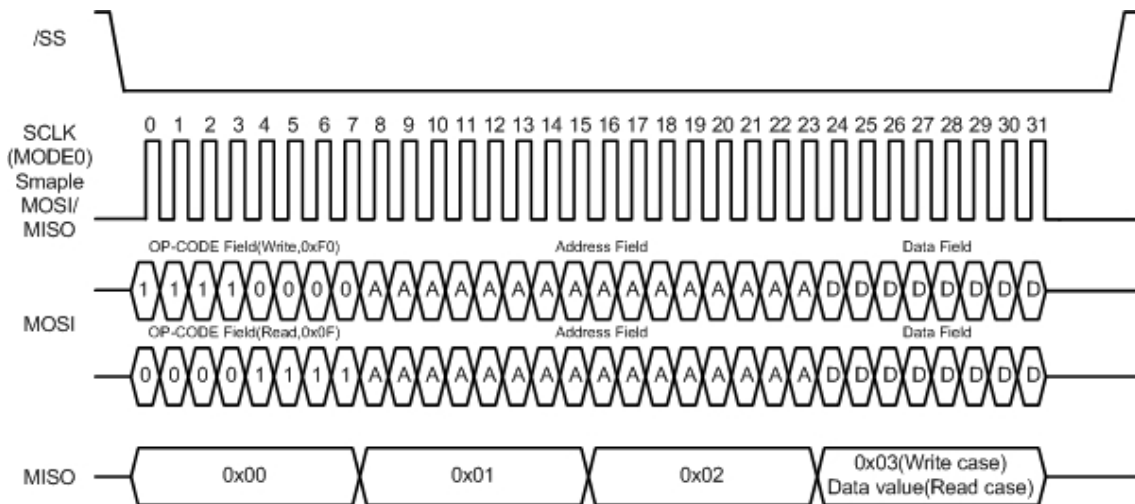 /SS
0 1 2 3 4 5 6 7 8 9 10 11 12 13 14 15 16 17 18 19 20 21 22 23 24 25 26 27 28 29 30 31
SCLK
(MODE0)
Smaple
MOSI/
MISO
OP-CODE Field(Write,0xF0) Address Field Data Field
1 1 1 1 0 0 0 0 A A A A A A A A A A A A A A A A D D D D D D D D
MOSI
OP-CODE Field(Read,0x0F) Address Field Data Field
0 0 0 0 1 1 1 1 A A A A A A A A A A A A A A A A D D D D D D D D
MISO 0x00 0x01 0x02 0x03(Write case)
Data value(Read case)